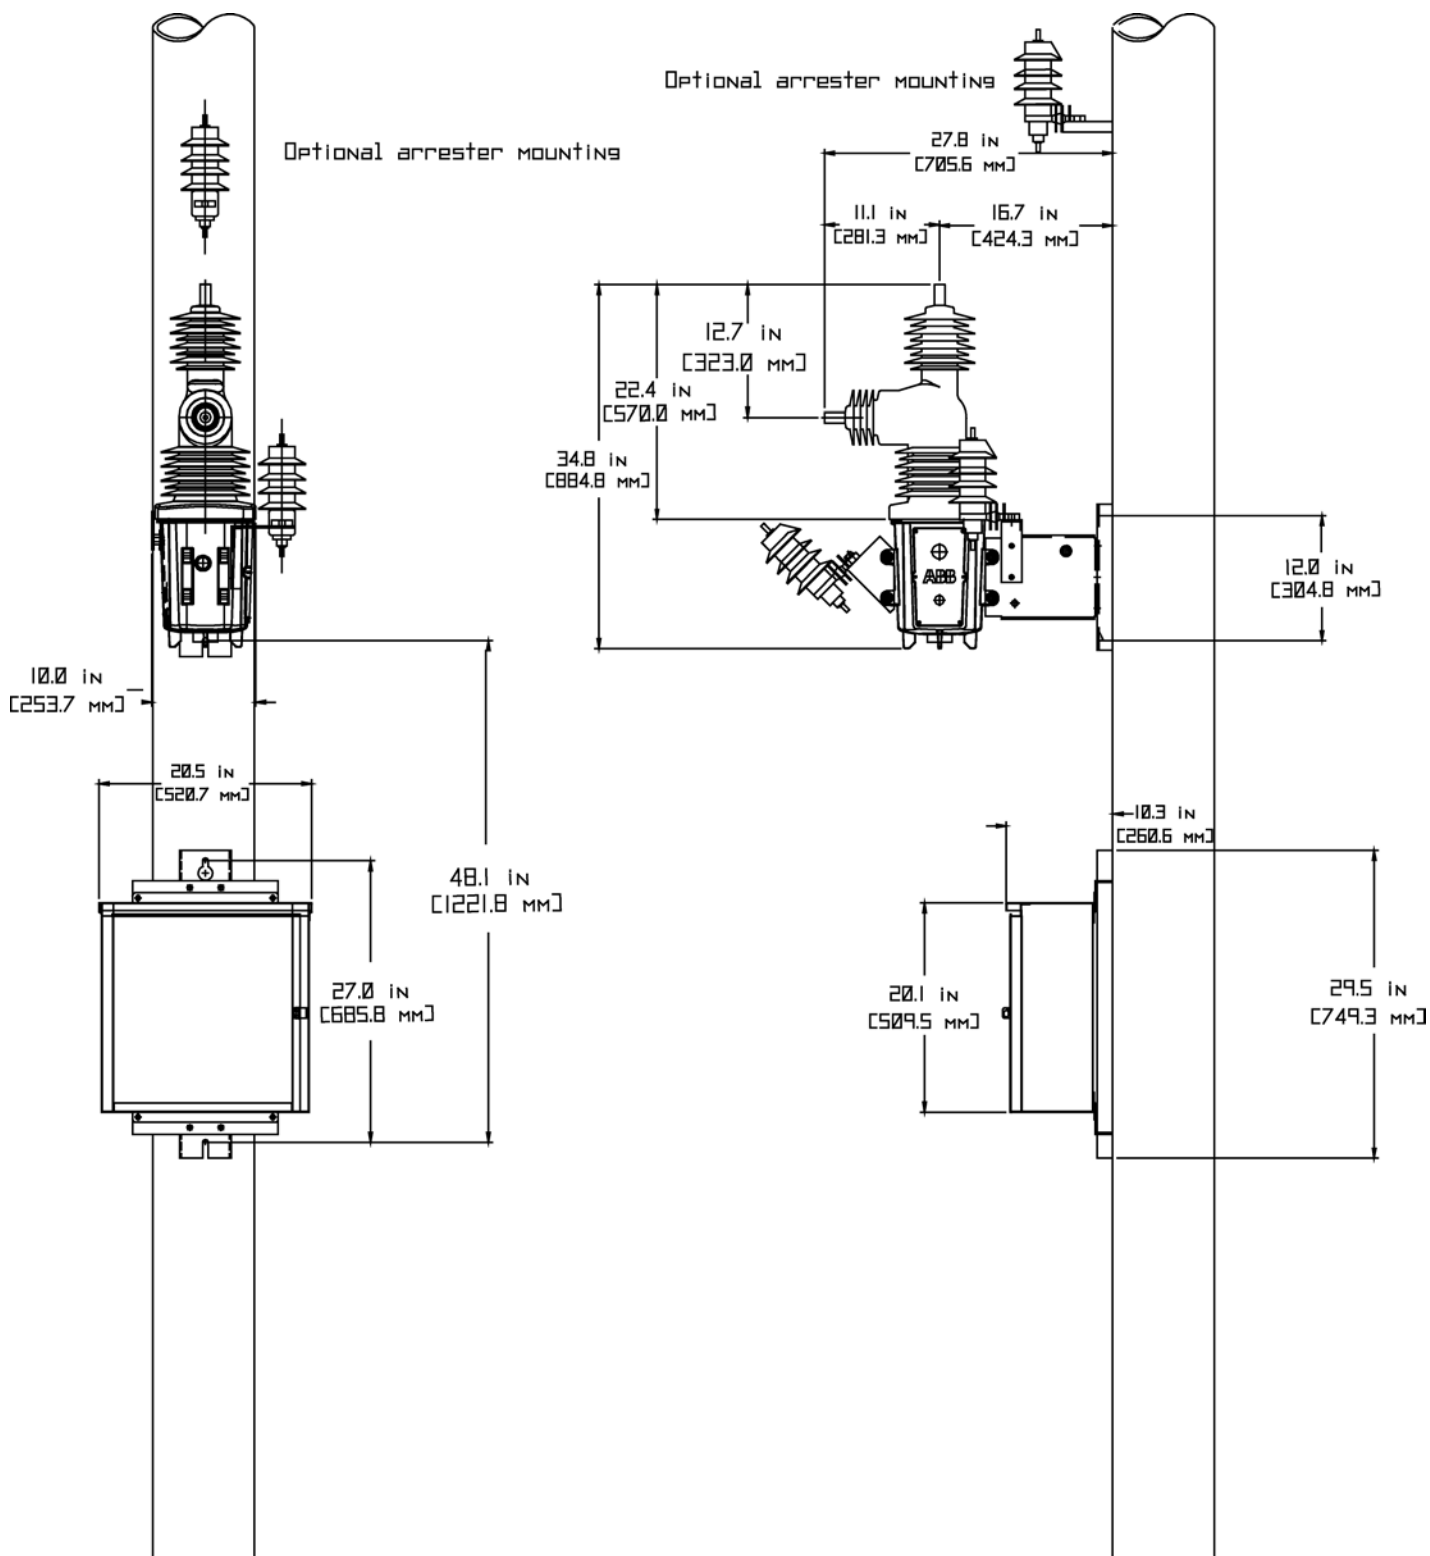 Optional arrester mounting
Optional arrester mounting
27.8 in
[705.6 mm]
11.1 in
[281.3 mm]
16.7 in
[424.3 mm]
12.7 in
[323.0 mm]
22.4 in
[570.0 mm]
34.8 in
[884.8 mm]
ABB
12.0 in
[304.8 mm]
10.0 in
[253.7 mm]
20.5 in
[520.7 mm]
10.3 in
[260.6 mm]
48.1 in
[1221.8 mm]
27.0 in
[685.8 mm]
20.1 in
[509.5 mm]
29.5 in
[749.3 mm]